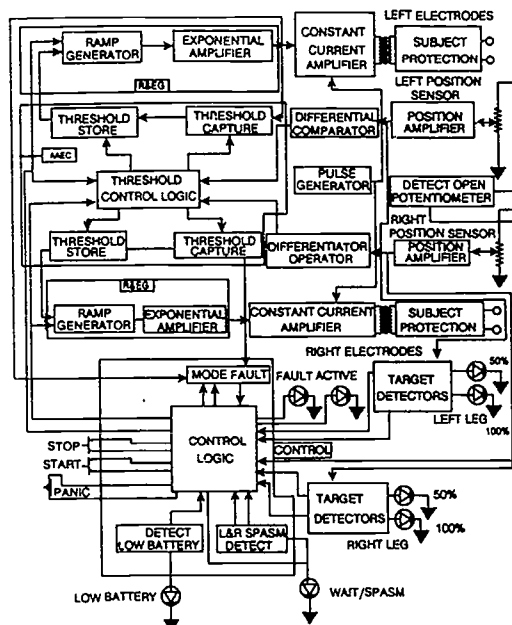 LEFT ELECTRODES
RAMP
GENERATOR
EXPONENTIAL
AMPLIFIER
CONSTANT
CURRENT
AMPLIFIER
SUBJECT
PROTECTION
R&EG
LEFT POSITION
SENSOR
THRESHOLD
STORE
THRESHOLD
CAPTURE
DIFFERENTIAL
COMPARATOR
POSITION
AMPLIFIER
AAEC
THRESHOLD
CONTROL LOGIC
PULSE
GENERATOR
DETECT OPEN
POTENTIOMETER
RIGHT
POSITION SENSOR
THRESHOLD
STORE
THRESHOLD
CAPTURE
DIFFERENTIATOR
OPERATOR
POSITION
AMPLIFIER
R&EG
RAMP
GENERATOR
EXPONENTIAL
AMPLIFIER
CONSTANT CURRENT
AMPLIFIER
SUBJECT
PROTECTION
RIGHT ELECTRODES
MODE FAULT
FAULT ACTIVE
TARGET
DETECTORS
50%
LEFT LEG
100%
STOP
START
PANIC
CONTROL
LOGIC
CONTROL
TARGET
DETECTORS
50%
100%
RIGHT LEG
DETECT
LOW BATTERY
L&R SPASM
DETECT
LOW BATTERY
WAIT/SPASM